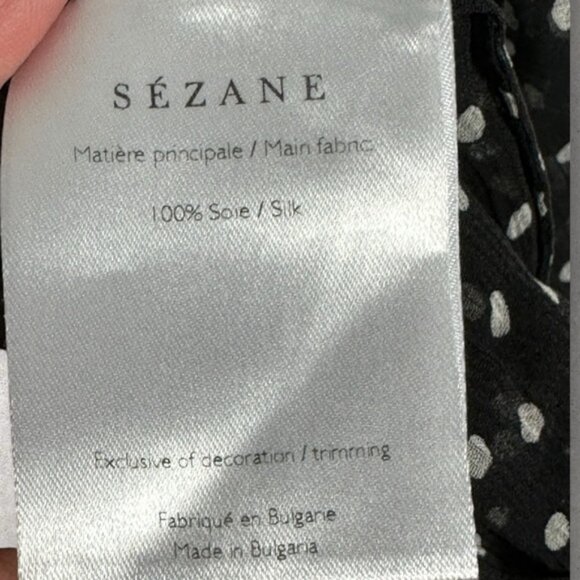 SÉZANE
Matière principale / Main fabric
100% Soie / Silk
Exclusive of decoration / trimming
Fabriqué en Bulgarie
Made in Bulgaria